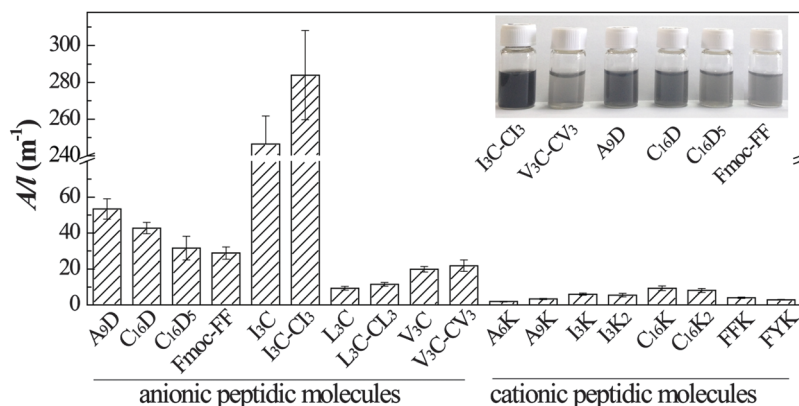 A/l (m⁻¹)
300
280
260
240
60
40
20
0
I₃C-CI₃
V₃C-CV₃
A₉D
C₁₆D
C₁₆D₅
Fmoc-FF
A₉D
C₁₆D
C₁₆D₅
Fmoc-FF
I₃C
I₃C-CI₃
L₃C
L₃C-CL₃
V₃C
V₃C-CV₃
A₆K
A₉K
I₃K
I₃K₂
C₁₆K
C₁₆K₂
FFK
FYK
anionic peptidic molecules
cationic peptidic molecules